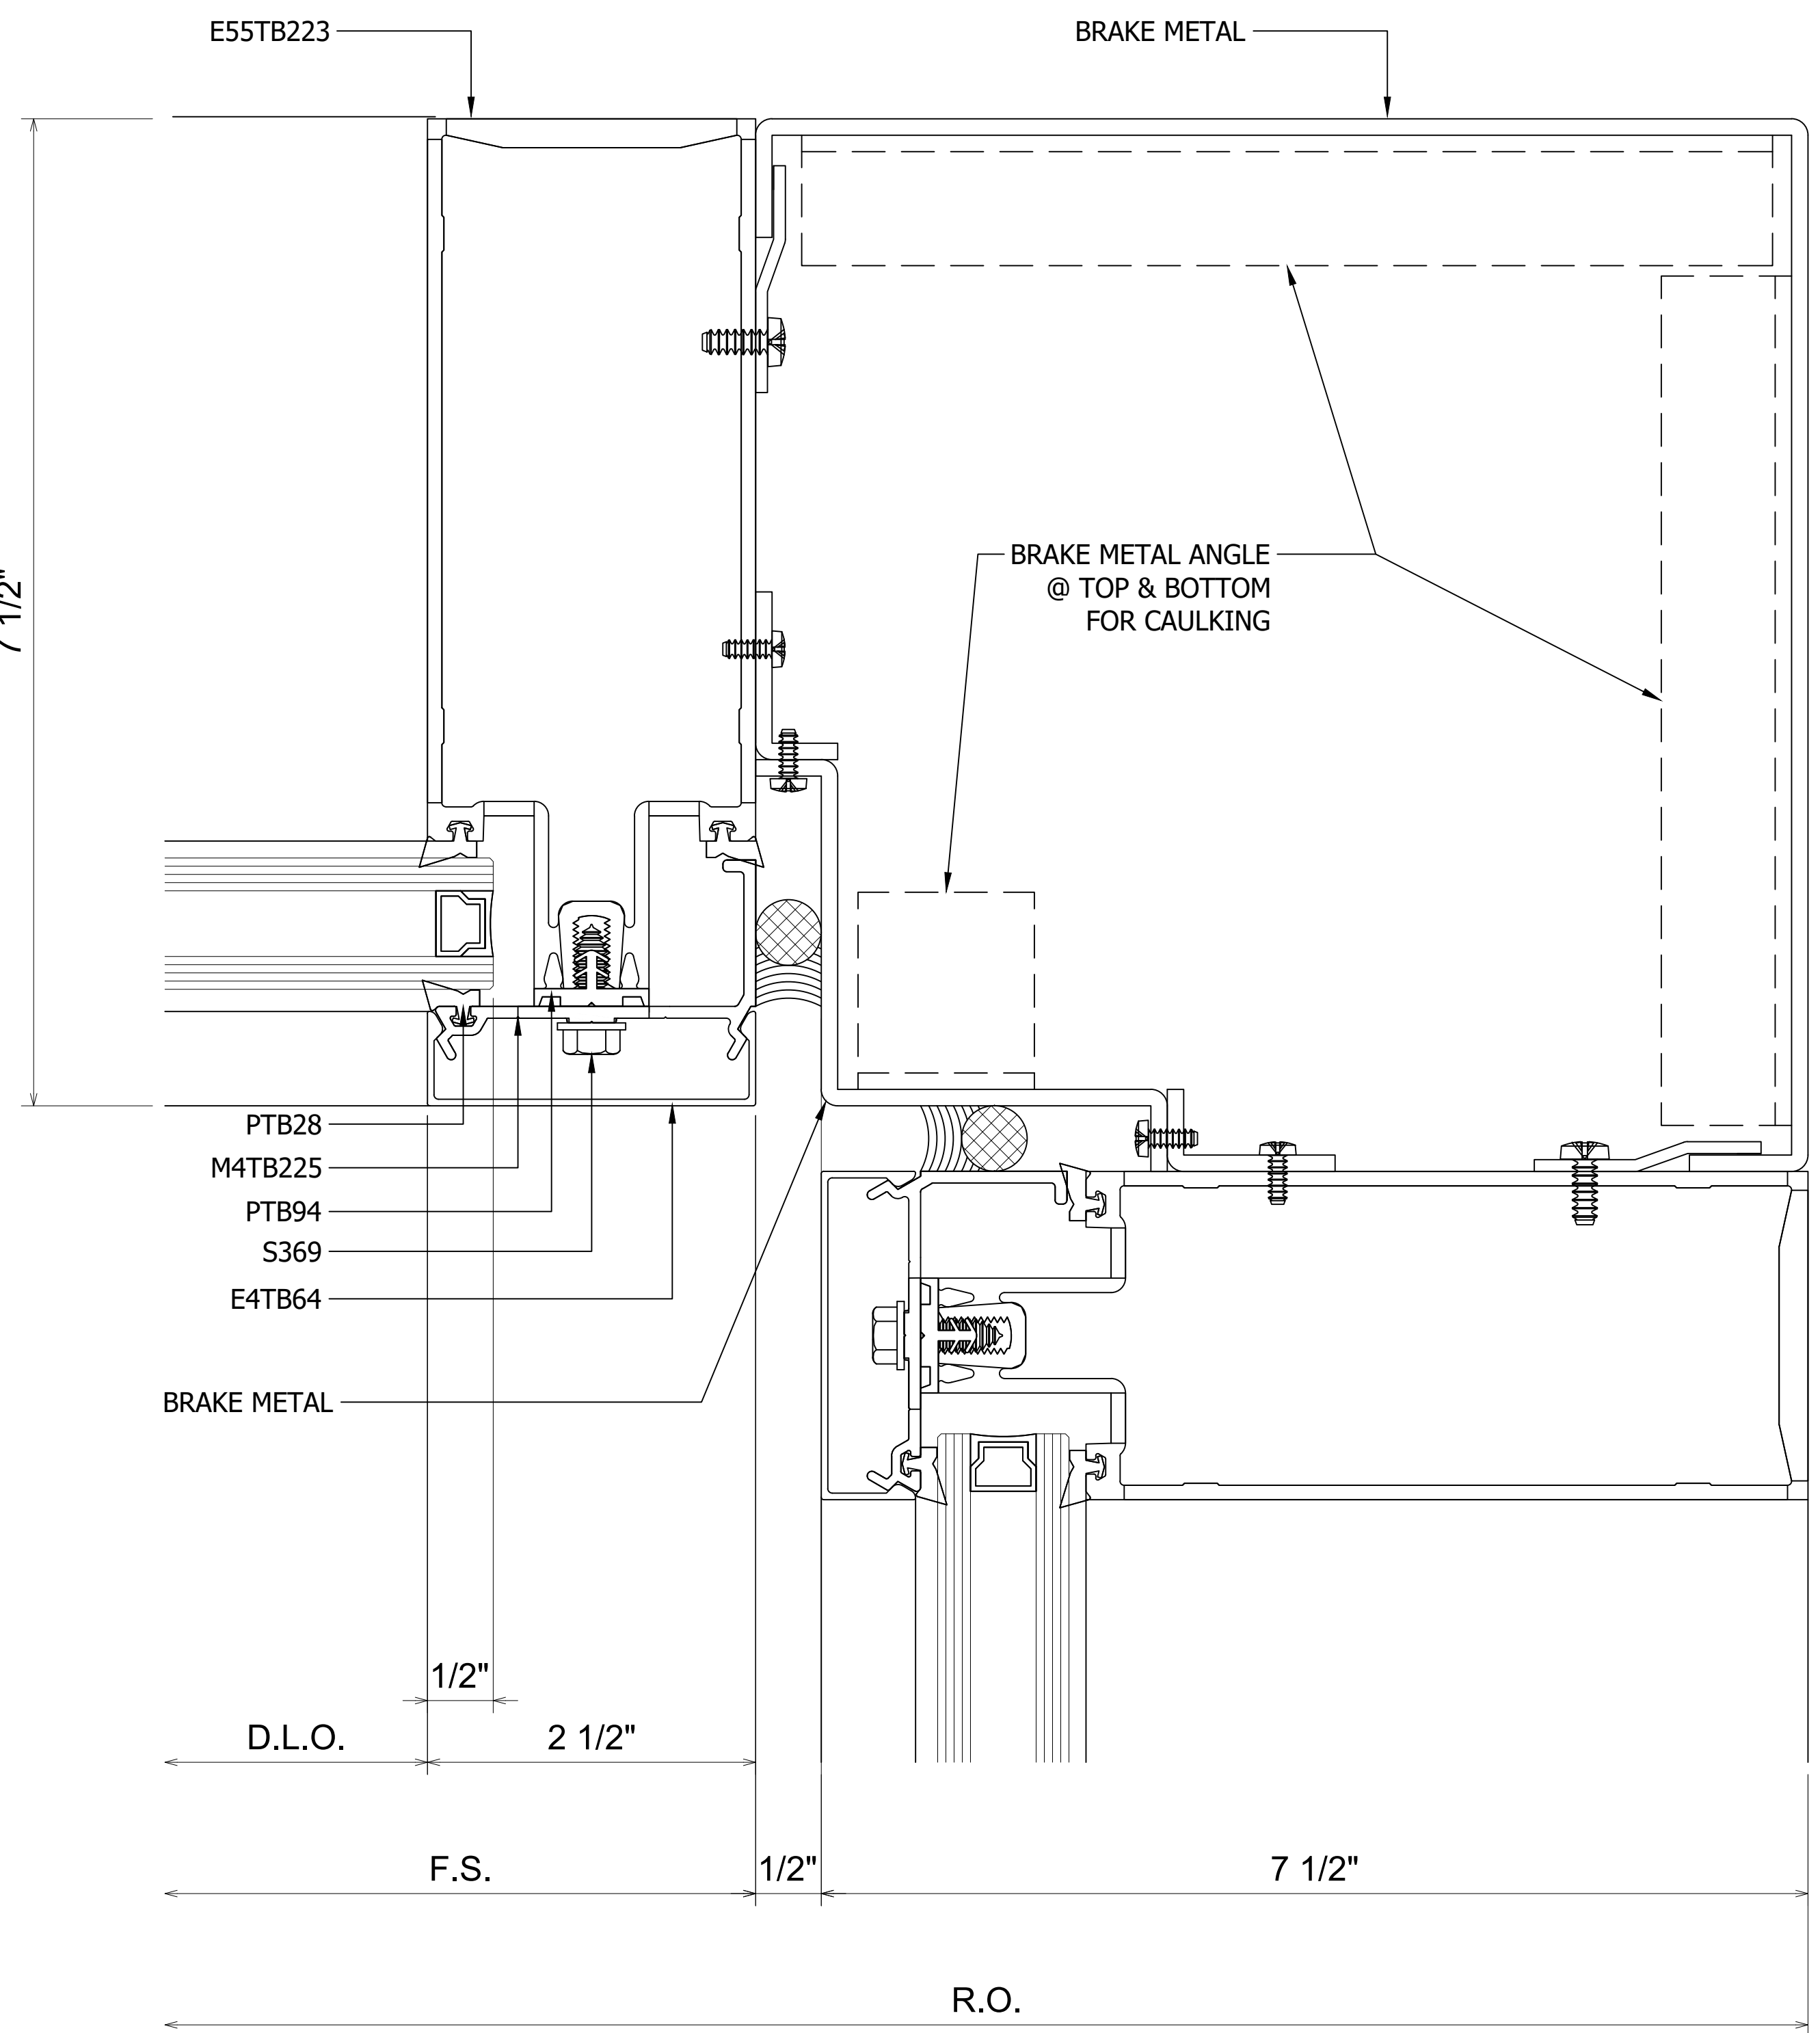 E55TB223
BRAKE METAL
7 1/2"
BRAKE METAL ANGLE
@ TOP & BOTTOM
FOR CAULKING
PTB28
M4TB225
PTB94
S369
E4TB64
BRAKE METAL
1/2"
D.L.O.
2 1/2"
F.S.
1/2"
7 1/2"
R.O.